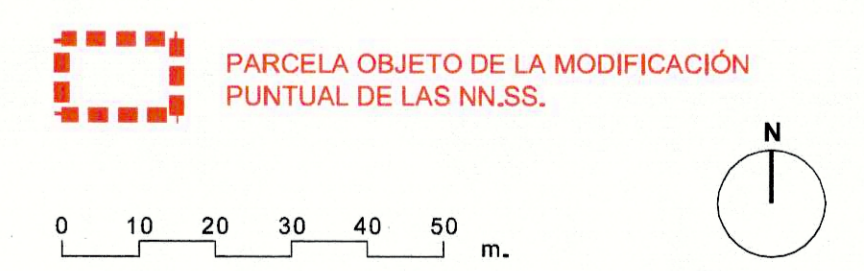 PARCELA OBJETO DE LA MODIFICACIÓN
PUNTUAL DE LAS NN.SS.
N
0 10 20 30 40 50
m.